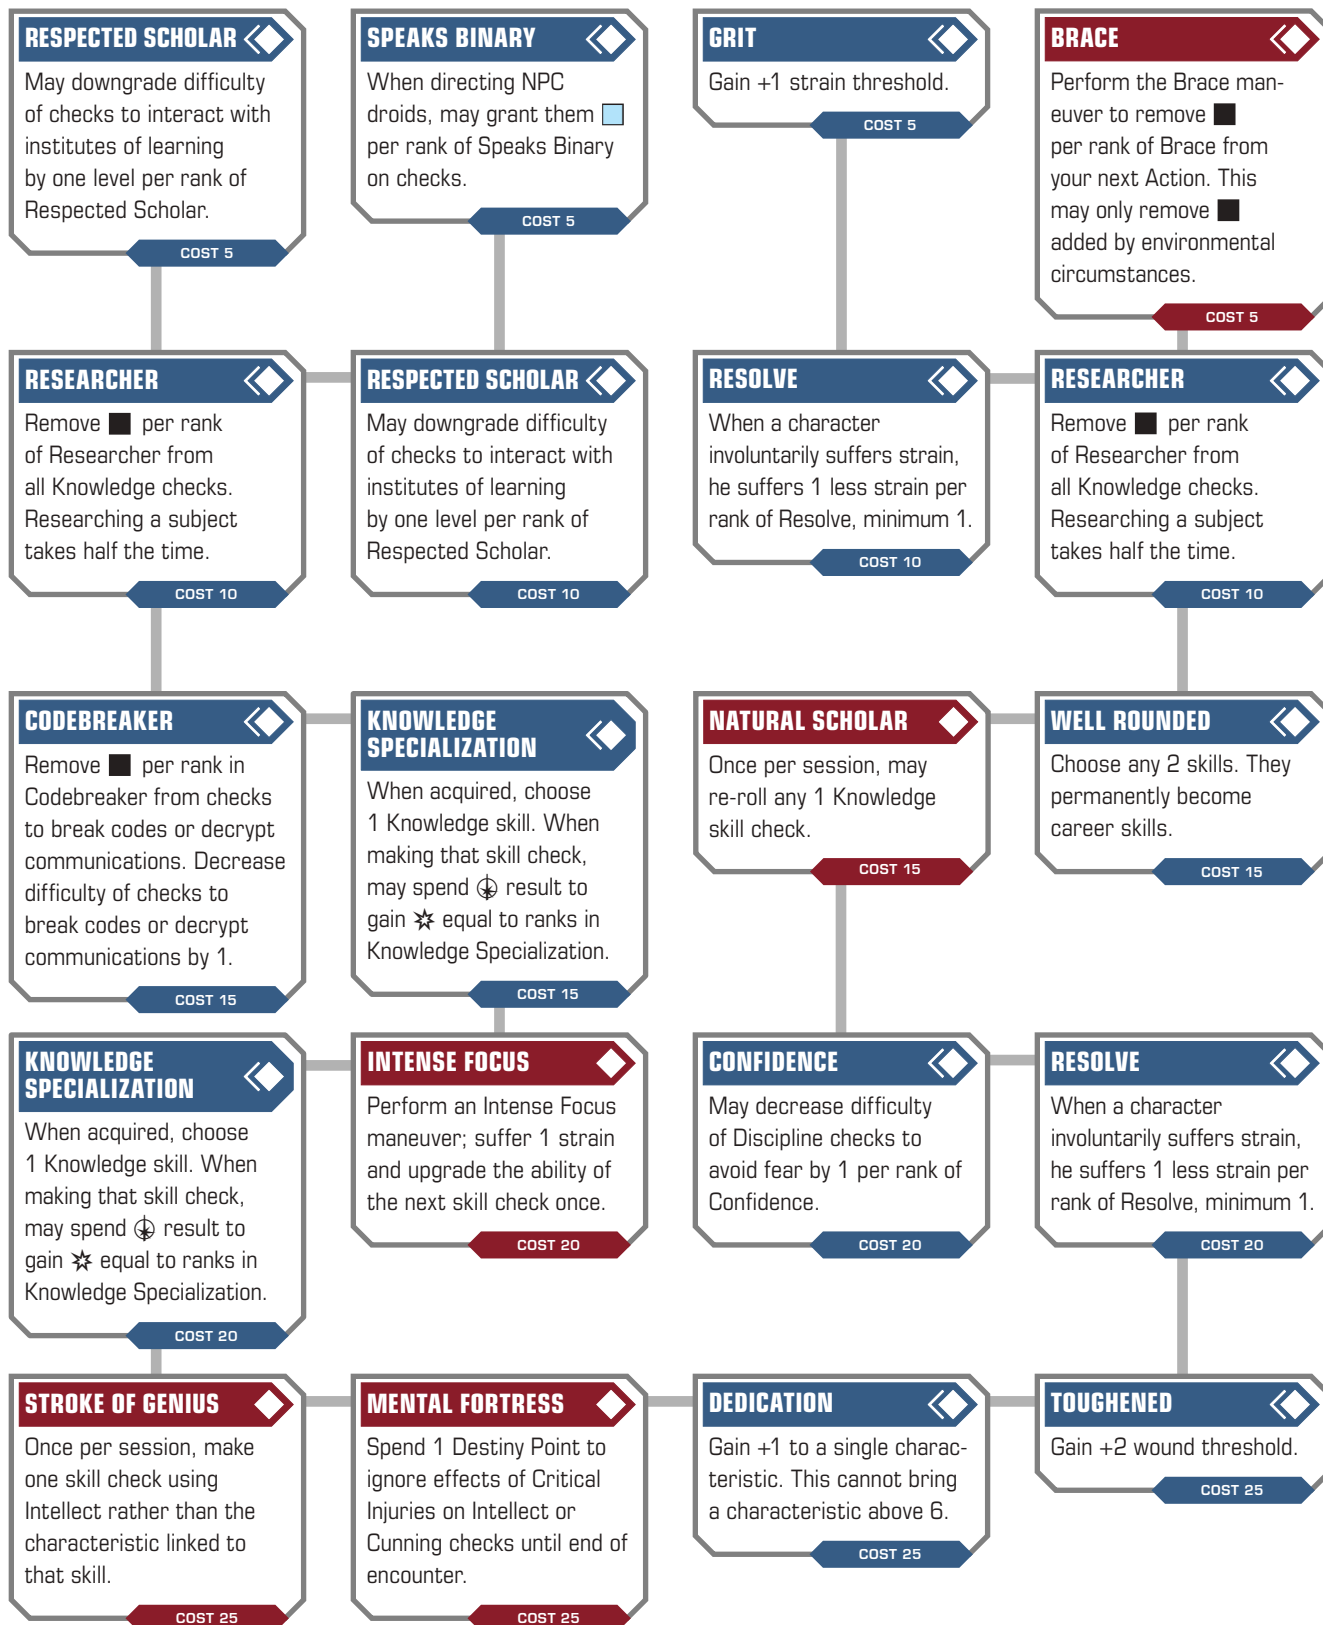 RESPECTED SCHOLAR
May downgrade difficulty
of checks to interact with
institutes of learning
by one level per rank of
Respected Scholar.
COST 5
SPEAKS BINARY
When directing NPC
droids, may grant them
per rank of Speaks Binary
on checks.
COST 5
GRIT
Gain +1 strain threshold.
COST 5
BRACE
Perform the Brace man-
euver to remove
per rank of Brace from
your next Action. This
may only remove
added by environmental
circumstances.
COST 5
RESEARCHER
Remove per rank
of Researcher from
all Knowledge checks.
Researching a subject
takes half the time.
COST 10
RESPECTED SCHOLAR
May downgrade difficulty
of checks to interact with
institutes of learning
by one level per rank of
Respected Scholar.
COST 10
RESOLVE
When a character
involuntarily suffers strain,
he suffers 1 less strain per
rank of Resolve, minimum 1.
COST 10
RESEARCHER
Remove per rank
of Researcher from
all Knowledge checks.
Researching a subject
takes half the time.
COST 10
CODEBREAKER
Remove per rank in
Codebreaker from checks
to break codes or decrypt
communications. Decrease
difficulty of checks to
break codes or decrypt
communications by 1.
COST 15
KNOWLEDGE
SPECIALIZATION
When acquired, choose
1 Knowledge skill. When
making that skill check,
may spend result to
gain equal to ranks in
Knowledge Specialization.
COST 15
NATURAL SCHOLAR
Once per session, may
re-roll any 1 Knowledge
skill check.
COST 15
WELL ROUNDED
Choose any 2 skills. They
permanently become
career skills.
COST 15
KNOWLEDGE
SPECIALIZATION
When acquired, choose
1 Knowledge skill. When
making that skill check,
may spend result to
gain equal to ranks in
Knowledge Specialization.
COST 20
INTENSE FOCUS
Perform an Intense Focus
maneuver; suffer 1 strain
and upgrade the ability of
the next skill check once.
COST 20
CONFIDENCE
May decrease difficulty
of Discipline checks to
avoid fear by 1 per rank of
Confidence.
COST 20
RESOLVE
When a character
involuntarily suffers strain,
he suffers 1 less strain per
rank of Resolve, minimum 1.
COST 20
STROKE OF GENIUS
Once per session, make
one skill check using
Intellect rather than the
characteristic linked to
that skill.
COST 25
MENTAL FORTRESS
Spend 1 Destiny Point to
ignore effects of Critical
Injuries on Intellect or
Cunning checks until end of
encounter.
COST 25
DEDICATION
Gain +1 to a single charac-
teristic. This cannot bring
a characteristic above 6.
COST 25
TOUGHENED
Gain +2 wound threshold.
COST 25